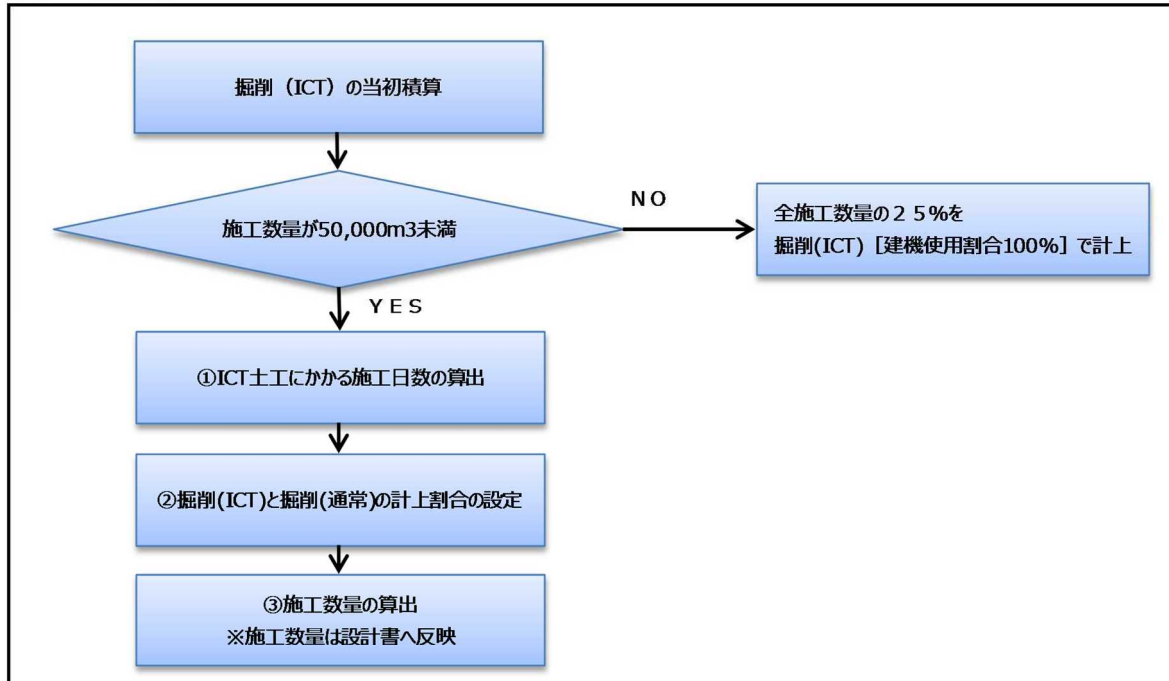 掘削（ICT）の当初積算
施工数量が50,000m3未満
ＮＯ
全施工数量の２５％を
掘削(ICT)［建機使用割合100％］で計上
ＹＥＳ
①ICT土工にかかる施工日数の算出
②掘削(ICT)と掘削(通常)の計上割合の設定
③施工数量の算出
※施工数量は設計書へ反映